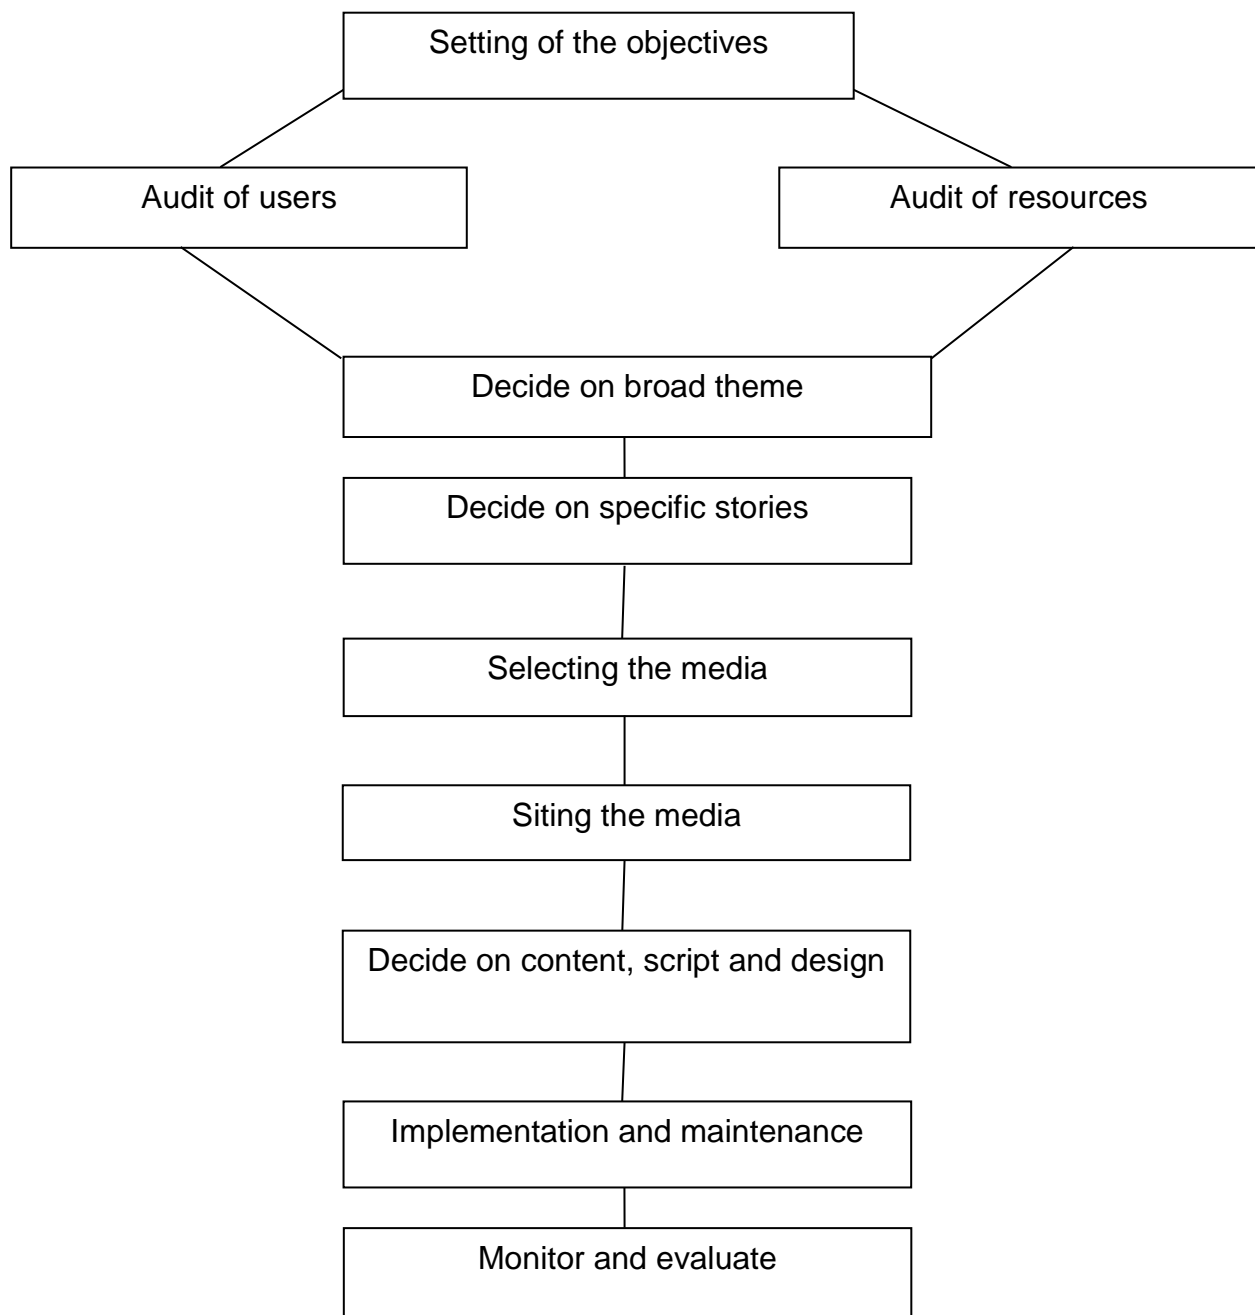 Setting of the objectives
Audit of users
Audit of resources
Decide on broad theme
Decide on specific stories
Selecting the media
Siting the media
Decide on content, script and design
Implementation and maintenance
Monitor and evaluate